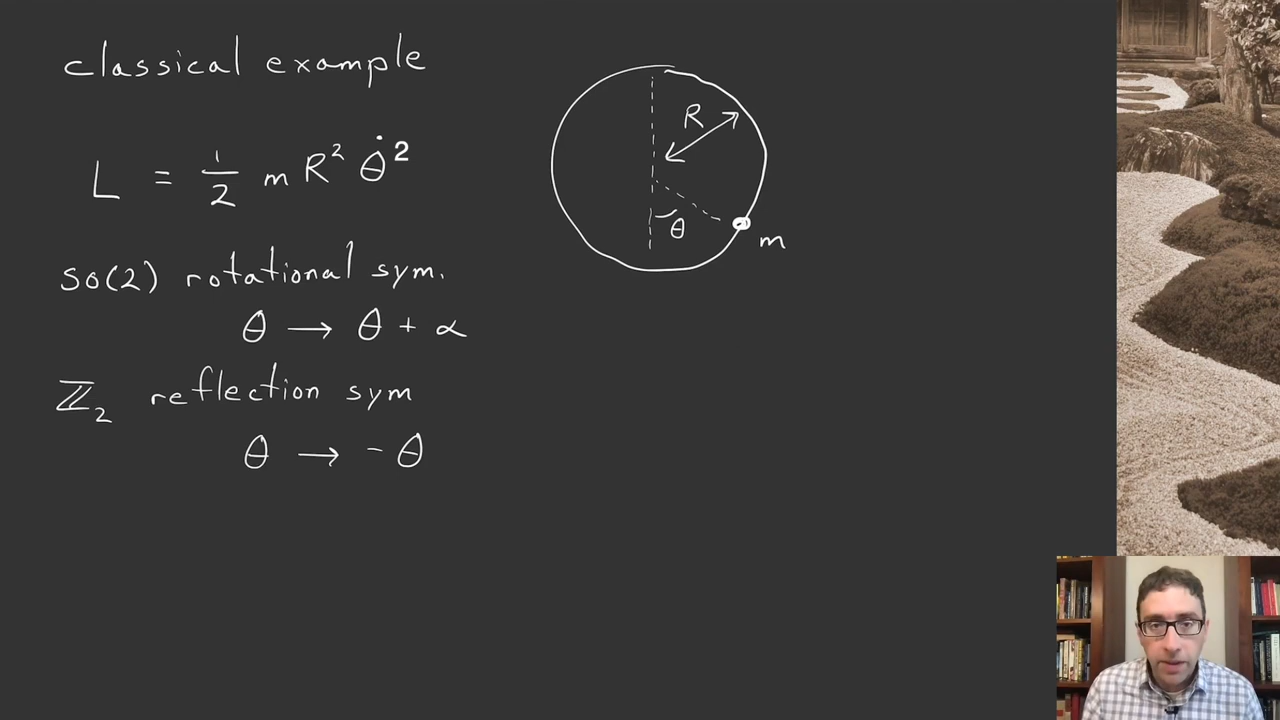 classical example
L = 1/2 m R² θ̇²
so(2) rotational sym.
θ → θ + α
ℤ₂ reflection sym
θ → - θ
R
θ
m